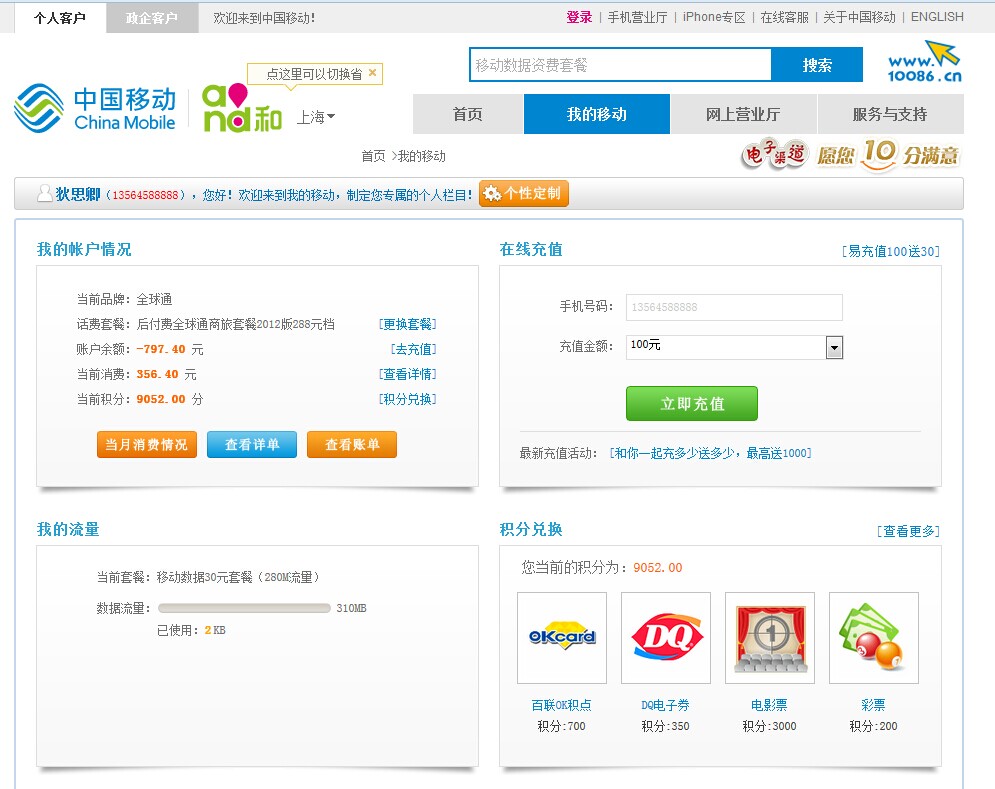 个人客户 政企客户 欢迎来到中国移动! 登录 | 手机营业厅 | iPhone专区 | 在线客服 | 关于中国移动 | ENGLISH
点这里可以切换省 ×
移动数据资费套餐 搜索
www.10086.cn
中国移动
China Mobile
and和 上海
首页 我的移动 网上营业厅 服务与支持
首页 >我的移动
电子渠道 愿您10分满意
狄思卿 (13564588888),您好!欢迎来到我的移动,制定您专属的个人栏目! 个性定制
我的帐户情况
当前品牌: 全球通
话费套餐: 后付费全球通商旅套餐2012版288元档 [更换套餐]
账户余额: -797.40 元 [去充值]
当前消费: 356.40 元 [查看详情]
当前积分: 9052.00 分 [积分兑换]
当月消费情况 查看详单 查看账单
在线充值 [易充值100送30]
手机号码: 13564588888
充值金额: 100元
立即充值
最新充值活动: [和你一起充多少送多少,最高送1000]
我的流量
当前套餐: 移动数据30元套餐(280M流量)
数据流量: 310MB
已使用: 2 KB
积分兑换 [查看更多]
您当前的积分为: 9052.00
OKcard DQ 1
百联OK积点 DQ电子券 电影票 彩票
积分:700 积分:350 积分:3000 积分:200